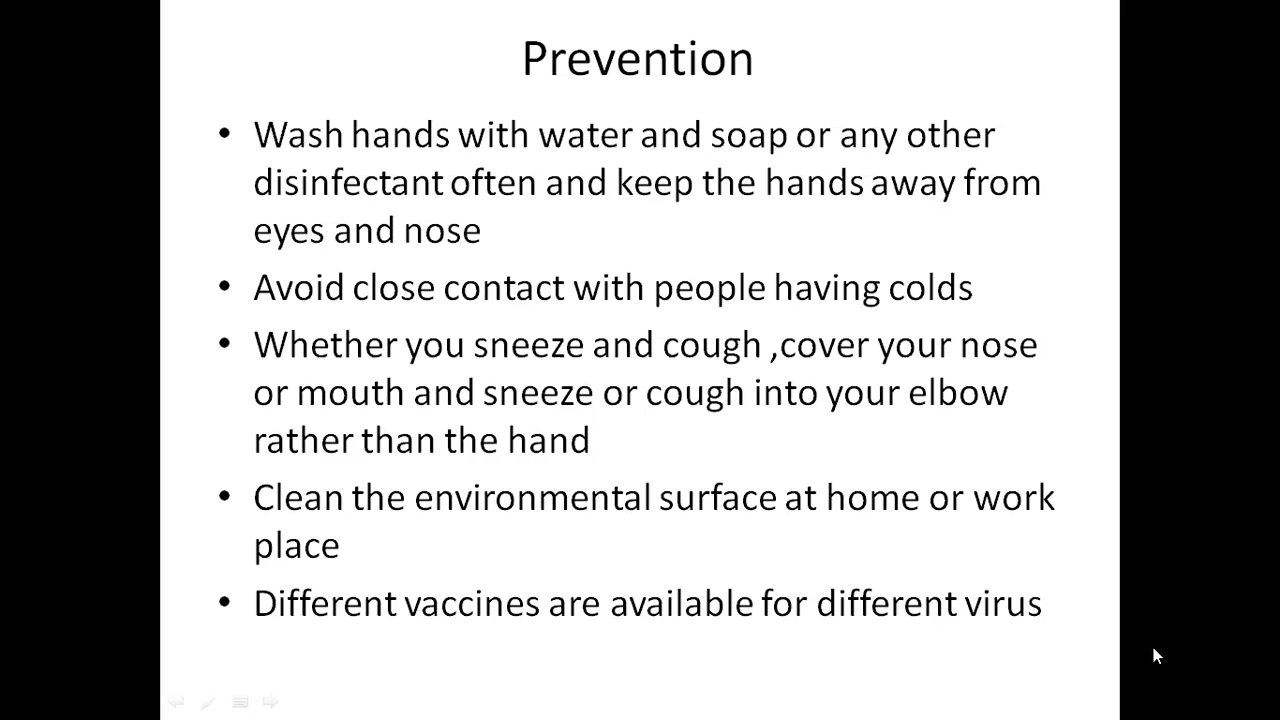 Prevention
• Wash hands with water and soap or any other
disinfectant often and keep the hands away from
eyes and nose
• Avoid close contact with people having colds
• Whether you sneeze and cough ,cover your nose
or mouth and sneeze or cough into your elbow
rather than the hand
• Clean the environmental surface at home or work
place
• Different vaccines are available for different virus